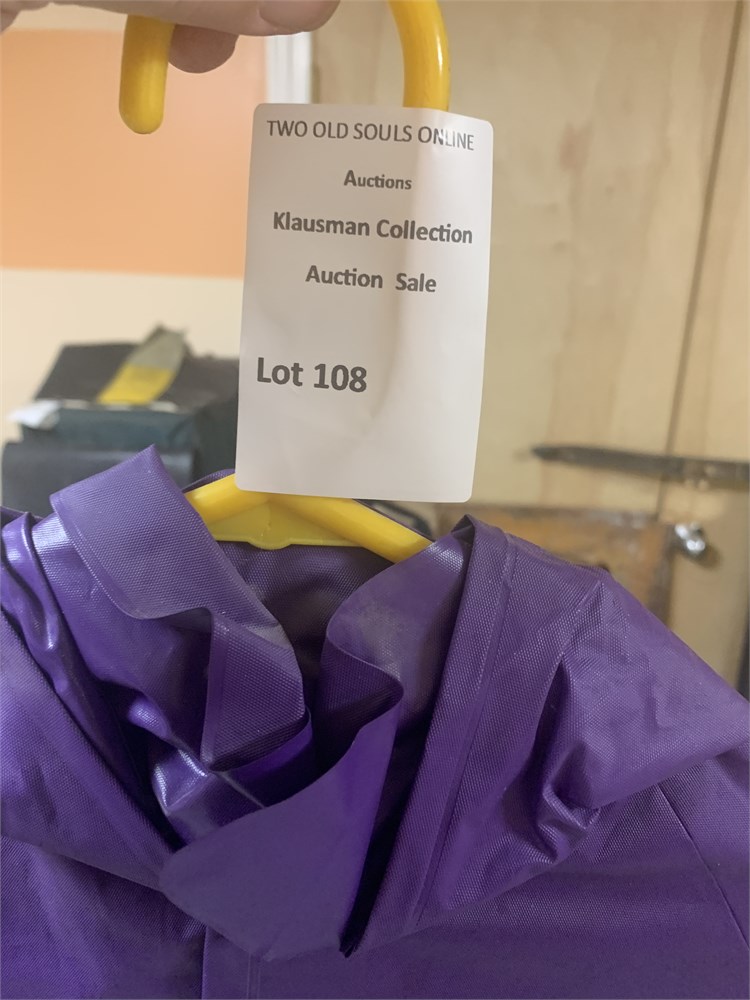 TWO OLD SOULS ONLINE
Auctions
Klausman Collection
Auction Sale
Lot 108